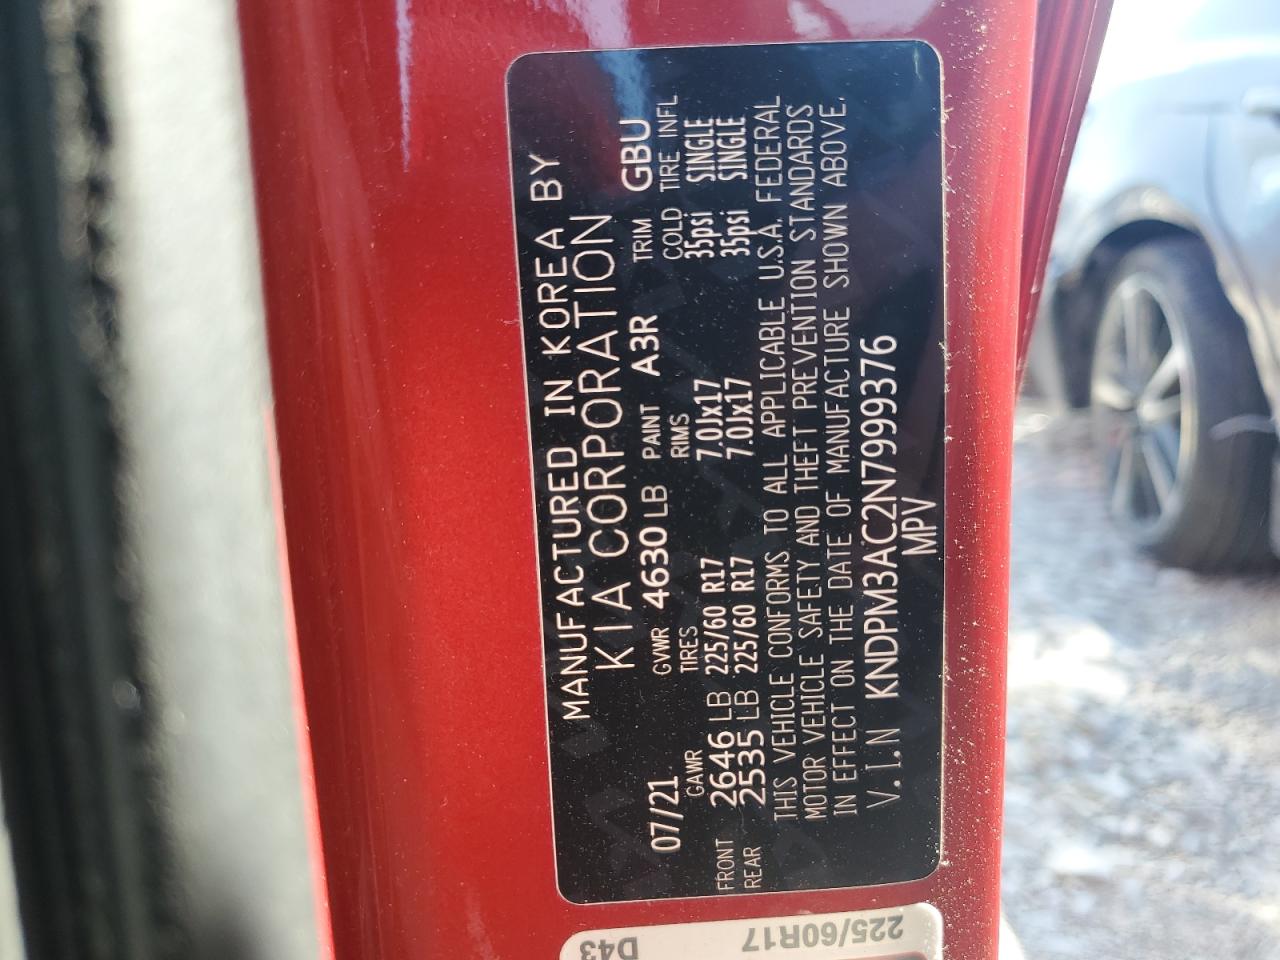 MANUFACTURED IN KOREA BY
KIA CORPORATION
07/21 GVWR 4630 LB PAINT A3R TRIM GBU
GAWR TIRES RIMS COLD TIRE INFL
FRONT 2646 LB 225/60 R17 7.0Jx17 35psi SINGLE
REAR 2535 LB 225/60 R17 7.0Jx17 35psi SINGLE
THIS VEHICLE CONFORMS TO ALL APPLICABLE U.S.A. FEDERAL
MOTOR VEHICLE SAFETY AND THEFT PREVENTION STANDARDS
IN EFFECT ON THE DATE OF MANUFACTURE SHOWN ABOVE.
V.I.N KNDPM3AC2N7999376
MPV
D43
225/60R17